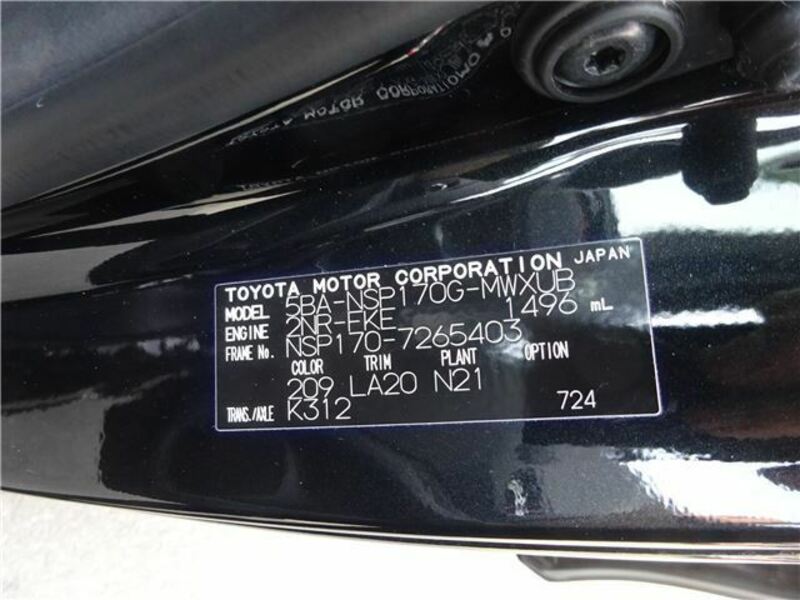 TOYOTA MOTOR CORPORATION JAPAN
MODEL 5BA-NSP170G-MWXUB
ENGINE 2NR-EKE 1496 mL
FRAME No. NSP170-7265403
COLOR TRIM PLANT OPTION
209 LA20 N21
TRANS./AXLE K312 724